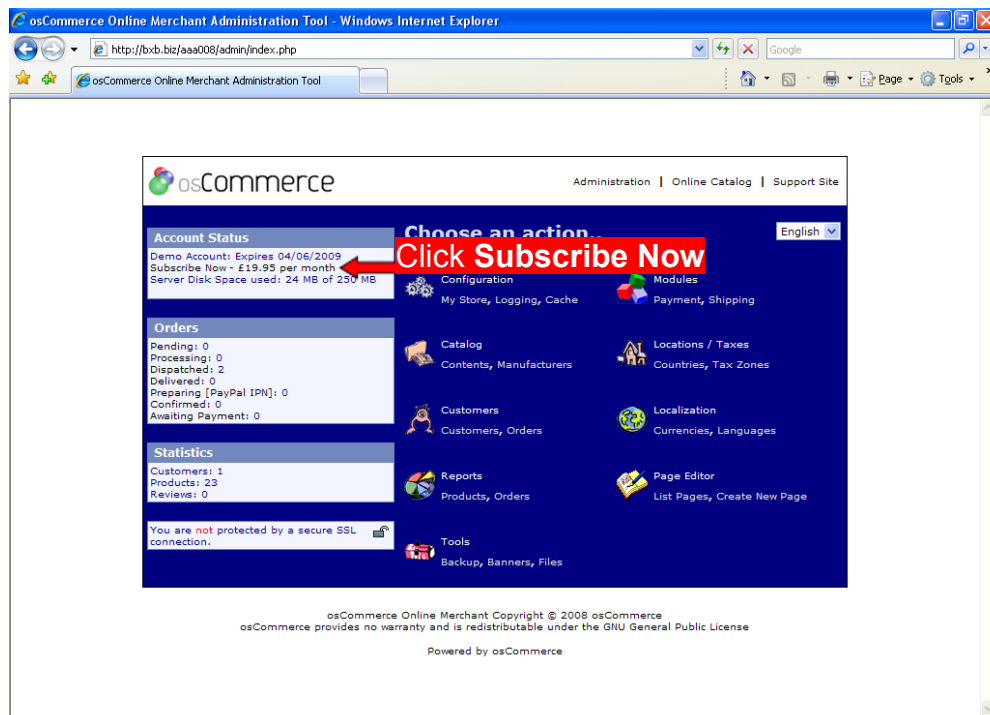 osCommerce Online Merchant Administration Tool - Windows Internet Explorer
http://bxb.biz/aaa008/admin/index.php
Google
osCommerce Online Merchant Administration Tool
Page
Tools
osCommerce
Administration | Online Catalog | Support Site
Choose an action..
English
Click Subscribe Now
Account Status
Demo Account: Expires 04/06/2009
Subscribe Now - £19.95 per month
Server Disk Space used: 24 MB of 250 MB
Orders
Pending: 0
Processing: 0
Dispatched: 2
Delivered: 0
Preparing [PayPal IPN]: 0
Confirmed: 0
Awaiting Payment: 0
Statistics
Customers: 1
Products: 23
Reviews: 0
You are not protected by a secure SSL
connection.
Configuration
My Store, Logging, Cache
Modules
Payment, Shipping
Catalog
Contents, Manufacturers
Locations / Taxes
Countries, Tax Zones
Customers
Customers, Orders
Localization
Currencies, Languages
Reports
Products, Orders
Page Editor
List Pages, Create New Page
Tools
Backup, Banners, Files
osCommerce Online Merchant Copyright © 2008 osCommerce
osCommerce provides no warranty and is redistributable under the GNU General Public License
Powered by osCommerce